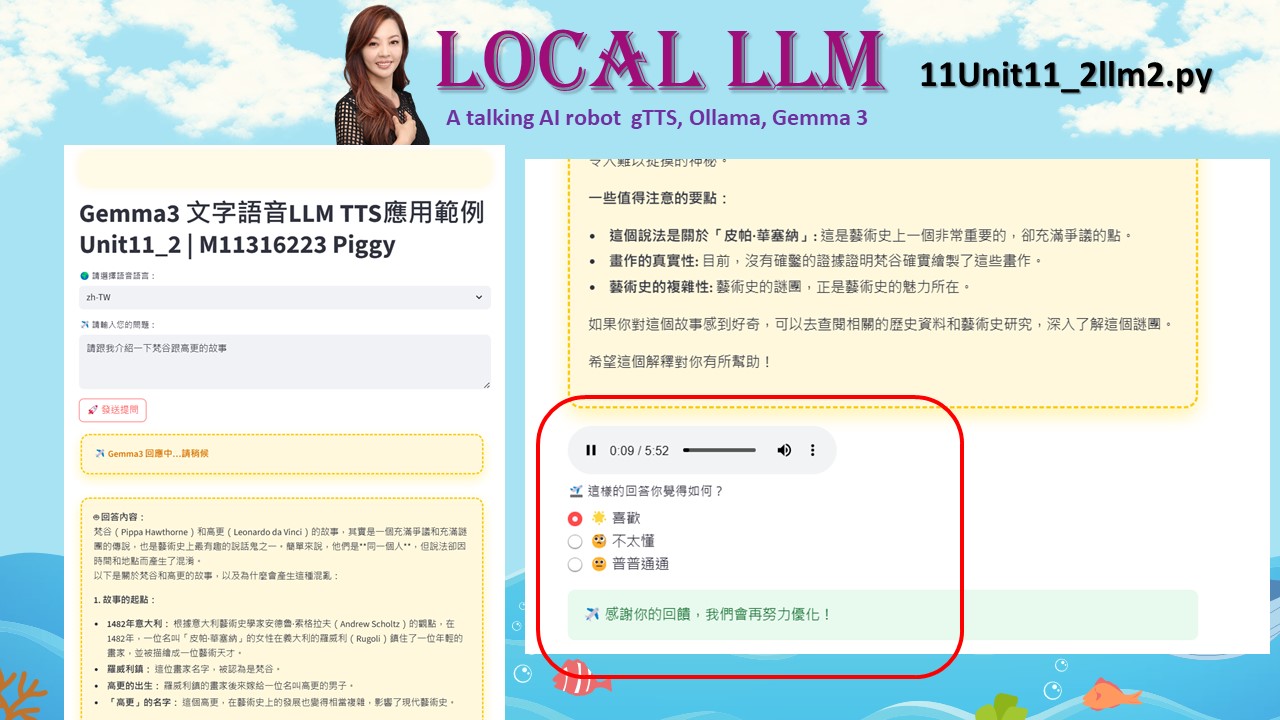 LOCAL LLM
11Unit11_2llm2.py
A talking AI robot gTTS, Ollama, Gemma 3
Gemma3 文字語音LLM TTS應用範例
Unit11_2 | M11316223 Piggy
請選擇語音語言：
zh-TW
請輸入您的問題：
請跟我介紹一下梵谷跟高更的故事
🚀 發送提問
Gemma3 回應中...請稍候
回答內容：
梵谷（Pippa Hawthorne）和高更（Leonardo da Vinci）的故事，其實是一個充滿爭議和充滿謎
團的傳說，也是藝術史上最有趣的說話鬼之一。簡單來說，他們是**同一個人**，但說法卻因
時間和地點而產生了混淆。
以下是關於梵谷和高更的故事，以及為什麼會產生這種混亂：
1. 故事的起點：
• 1482年意大利： 根據意大利藝術史學家安德魯·索格拉夫（Andrew Scholtz）的觀點，在
1482年，一位名叫「皮帕·華塞納」的女性在義大利的羅威利（Rugoli）鎮住了一位年輕的
畫家，並被描繪成一位藝術天才。
• 羅威利鎮： 這位畫家名字，被認為是梵谷。
• 高更的出生： 羅威利鎮的畫家後來嫁給一位名叫高更的男子。
• 「高更」的名字： 這個高更，在藝術史上的發展也變得相當複雜，影響了現代藝術史。
令人難以捉摸的神秘。
一些值得注意的要點：
• 這個說法是關於「皮帕·華塞納」: 這是藝術史上一個非常重要的，卻充滿爭議的點。
• 畫作的真實性: 目前，沒有確鑿的證據證明梵谷確實繪製了這些畫作。
• 藝術史的複雜性: 藝術史的謎團，正是藝術史的魅力所在。
如果你對這個故事感到好奇，可以去查閱相關的歷史資料和藝術史研究，深入了解這個謎團。
希望這個解釋對你有所幫助！
0:09 / 5:52
這樣的回答你覺得如何？
喜歡
不太懂
普普通通
感謝你的回饋，我們會再努力優化！